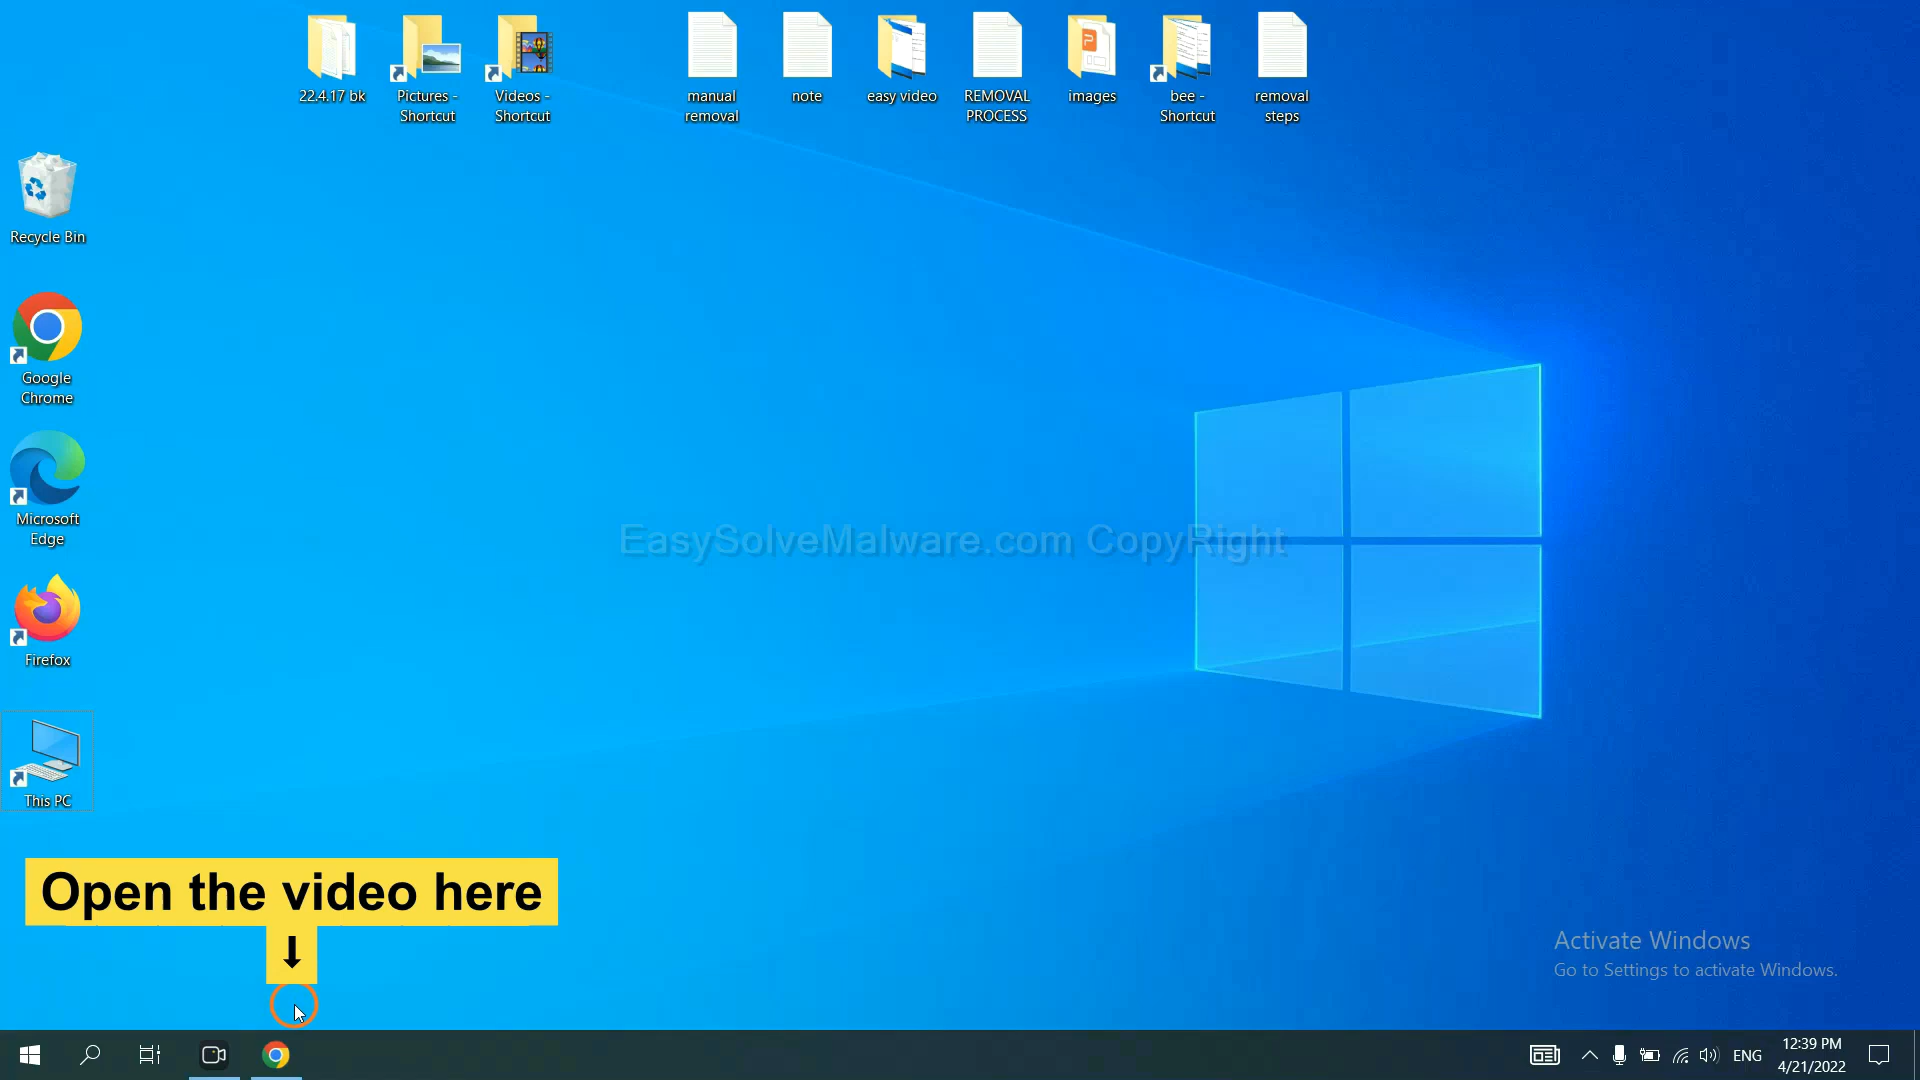 22.4.17 bk
Pictures -
Shortcut
Videos -
Shortcut
manual
removal
note
easy video
REMOVAL
PROCESS
images
bee -
Shortcut
removal
steps
Recycle Bin
Google
Chrome
Microsoft
Edge
Firefox
This PC
EasySolveMalware.com CopyRight
Open the video here
Activate Windows
Go to Settings to activate Windows.
ENG
12:39 PM
4/21/2022